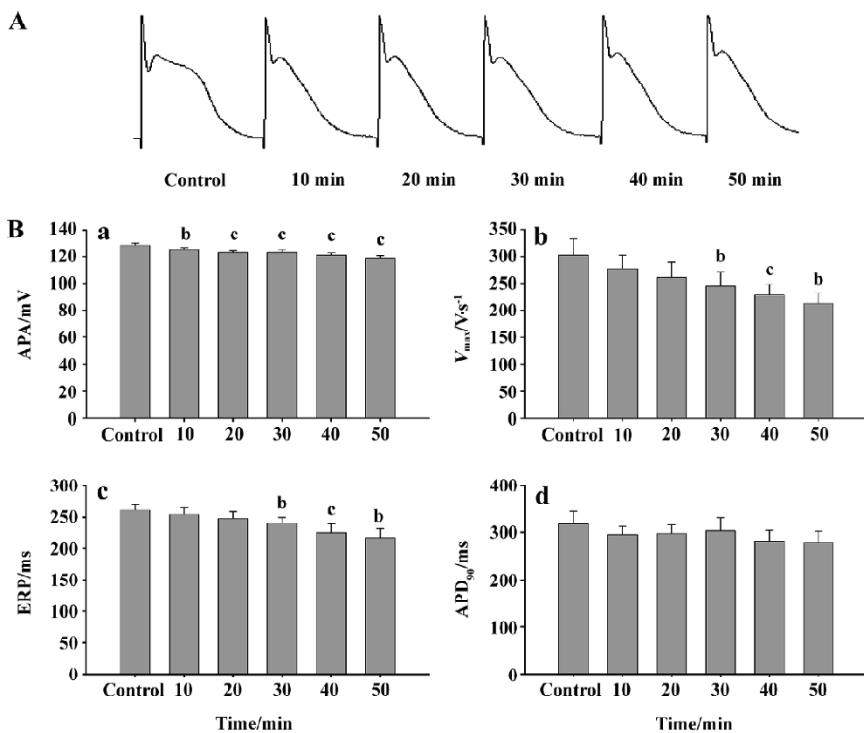 A
Control 10 min 20 min 30 min 40 min 50 min
B
a
APA/mV
140
120
100
80
60
40
20
0
b c c c c
Control 10 20 30 40 50
b
Vmax/V·s-1
350
300
250
200
150
100
50
0
b c b
Control 10 20 30 40 50
c
ERP/ms
300
250
200
150
100
50
0
b c b
Control 10 20 30 40 50
Time/min
d
APD90/ms
400
300
200
100
0
Control 10 20 30 40 50
Time/min